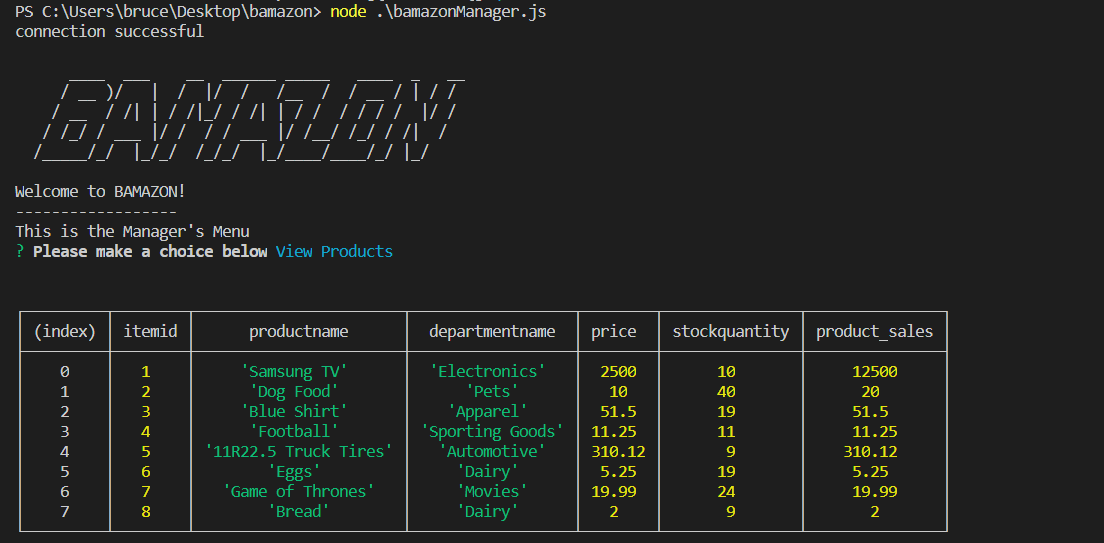 PS C:\Users\bruce\Desktop\bamazon> node .\bamazonManager.js
connection successful
BAMAZON
Welcome to BAMAZON!
------------------
This is the Manager's Menu
? Please make a choice below View Products
(index) itemid productname departmentname price stockquantity product_sales
0 1 'Samsung TV' 'Electronics' 2500 10 12500
1 2 'Dog Food' 'Pets' 10 40 20
2 3 'Blue Shirt' 'Apparel' 51.5 19 51.5
3 4 'Football' 'Sporting Goods' 11.25 11 11.25
4 5 '11R22.5 Truck Tires' 'Automotive' 310.12 9 310.12
5 6 'Eggs' 'Dairy' 5.25 19 5.25
6 7 'Game of Thrones' 'Movies' 19.99 24 19.99
7 8 'Bread' 'Dairy' 2 9 2